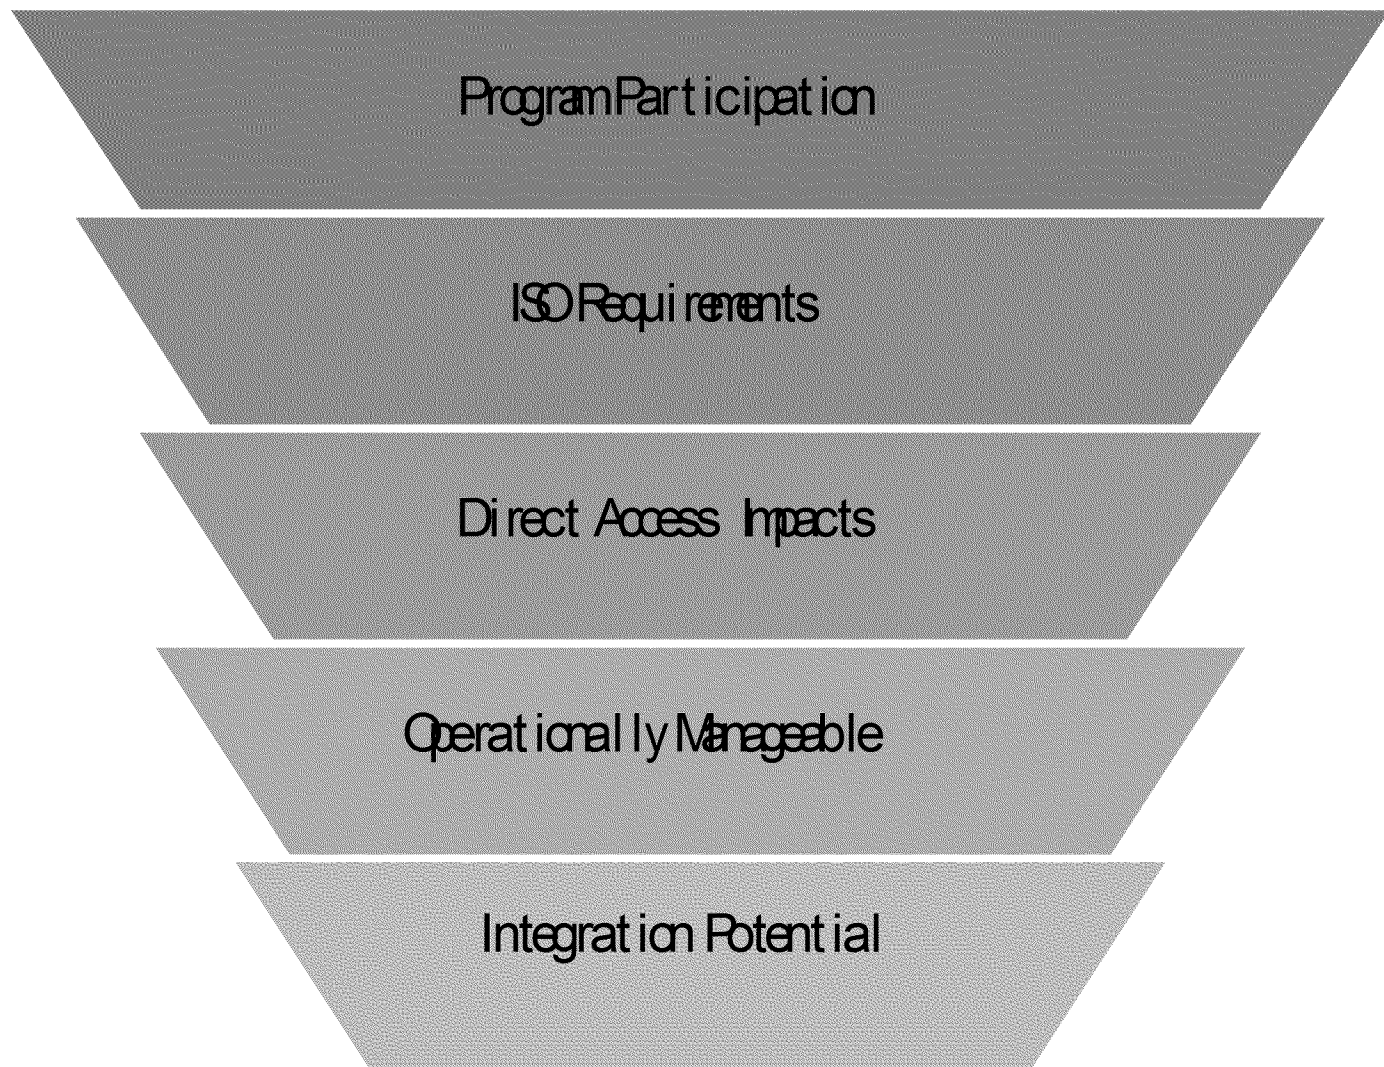 Program Participation
ISO Requirements
Direct Access Impacts
Operationally Manageable
Integration Potential